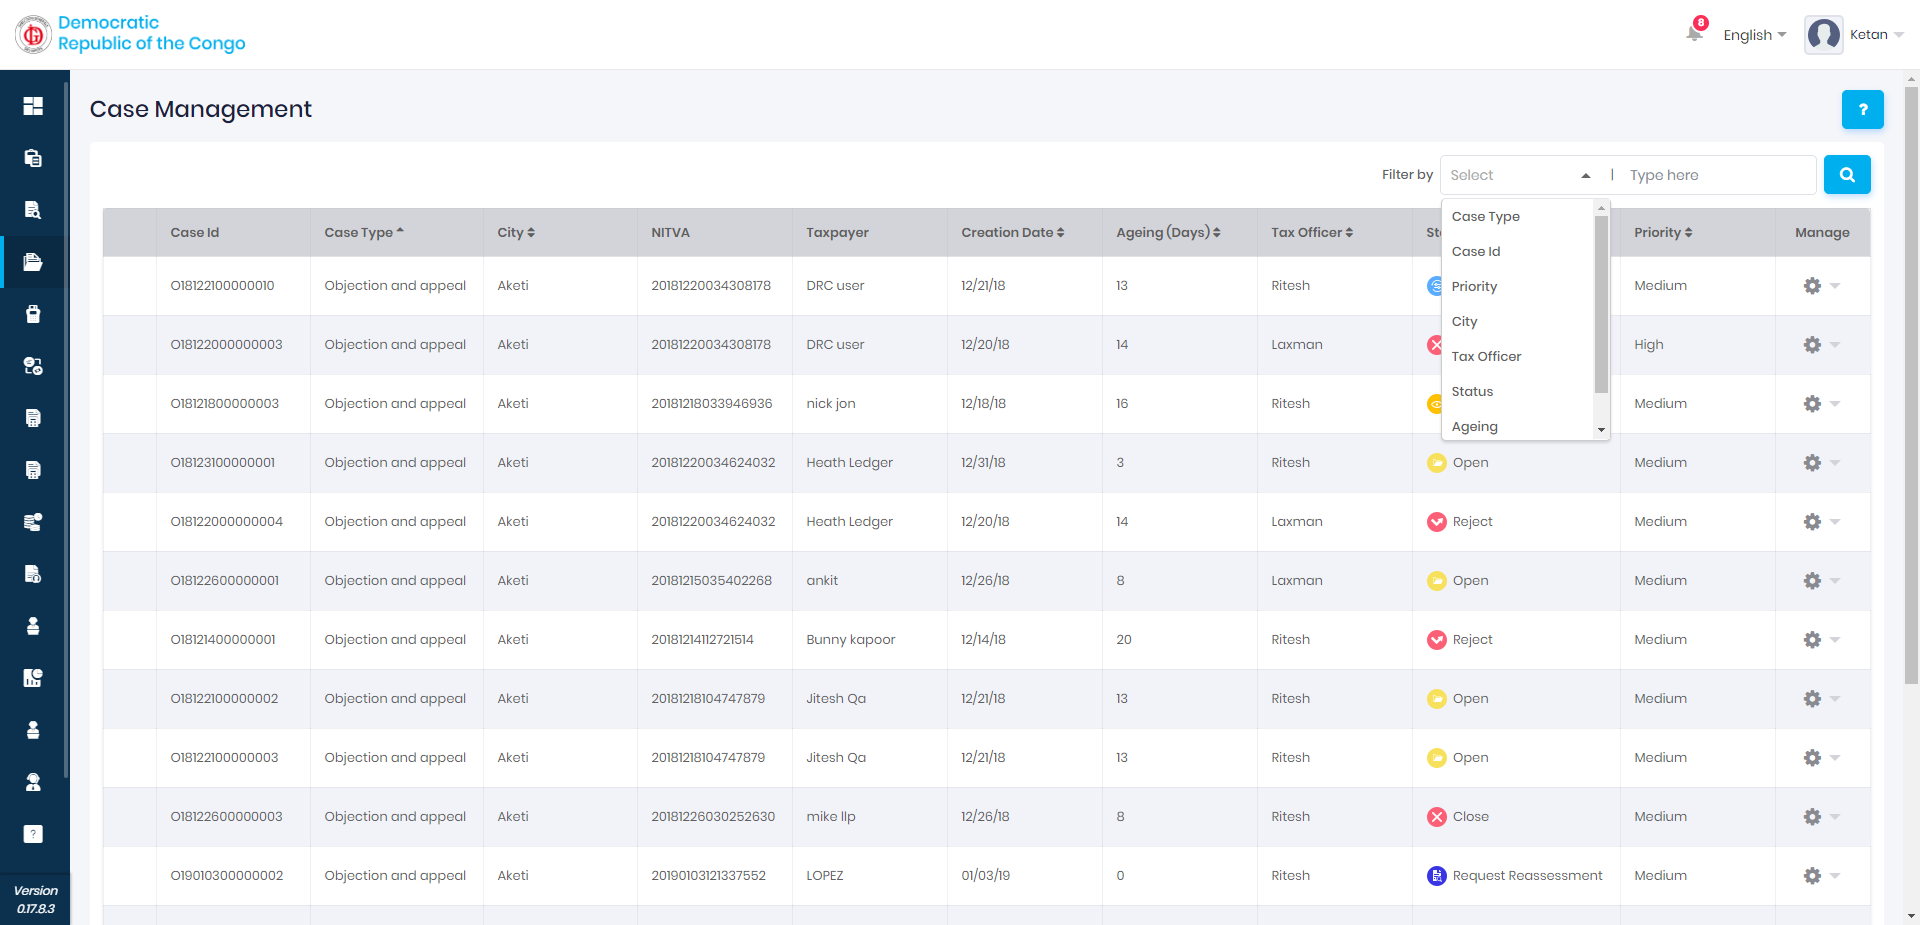 Democratic
Republic of the Congo
8
English
Ketan
Case Management
?
Filter by Select | Type here
Case Id Case Type City NITVA Taxpayer Creation Date Ageing (Days) Tax Officer St Priority Manage
Case Type
Case Id
Priority
City
Tax Officer
Status
Ageing
O18122100000010 Objection and appeal Aketi 20181220034308178 DRC user 12/21/18 13 Ritesh Medium
O18122000000003 Objection and appeal Aketi 20181220034308178 DRC user 12/20/18 14 Laxman High
O18121800000003 Objection and appeal Aketi 20181218033946936 nick jon 12/18/18 16 Ritesh Medium
O18123100000001 Objection and appeal Aketi 20181220034624032 Heath Ledger 12/31/18 3 Ritesh Open Medium
O18122000000004 Objection and appeal Aketi 20181220034624032 Heath Ledger 12/20/18 14 Laxman Reject Medium
O18122600000001 Objection and appeal Aketi 20181215035402268 ankit 12/26/18 8 Laxman Open Medium
O18121400000001 Objection and appeal Aketi 20181214112721514 Bunny kapoor 12/14/18 20 Ritesh Reject Medium
O18122100000002 Objection and appeal Aketi 20181218104747879 Jitesh Qa 12/21/18 13 Ritesh Open Medium
O18122100000003 Objection and appeal Aketi 20181218104747879 Jitesh Qa 12/21/18 13 Ritesh Open Medium
O18122600000003 Objection and appeal Aketi 20181226030252630 mike llp 12/26/18 8 Ritesh Close Medium
O19010300000002 Objection and appeal Aketi 20190103121337552 LOPEZ 01/03/19 0 Ritesh Request Reassessment Medium
?
Version
0.17.8.3